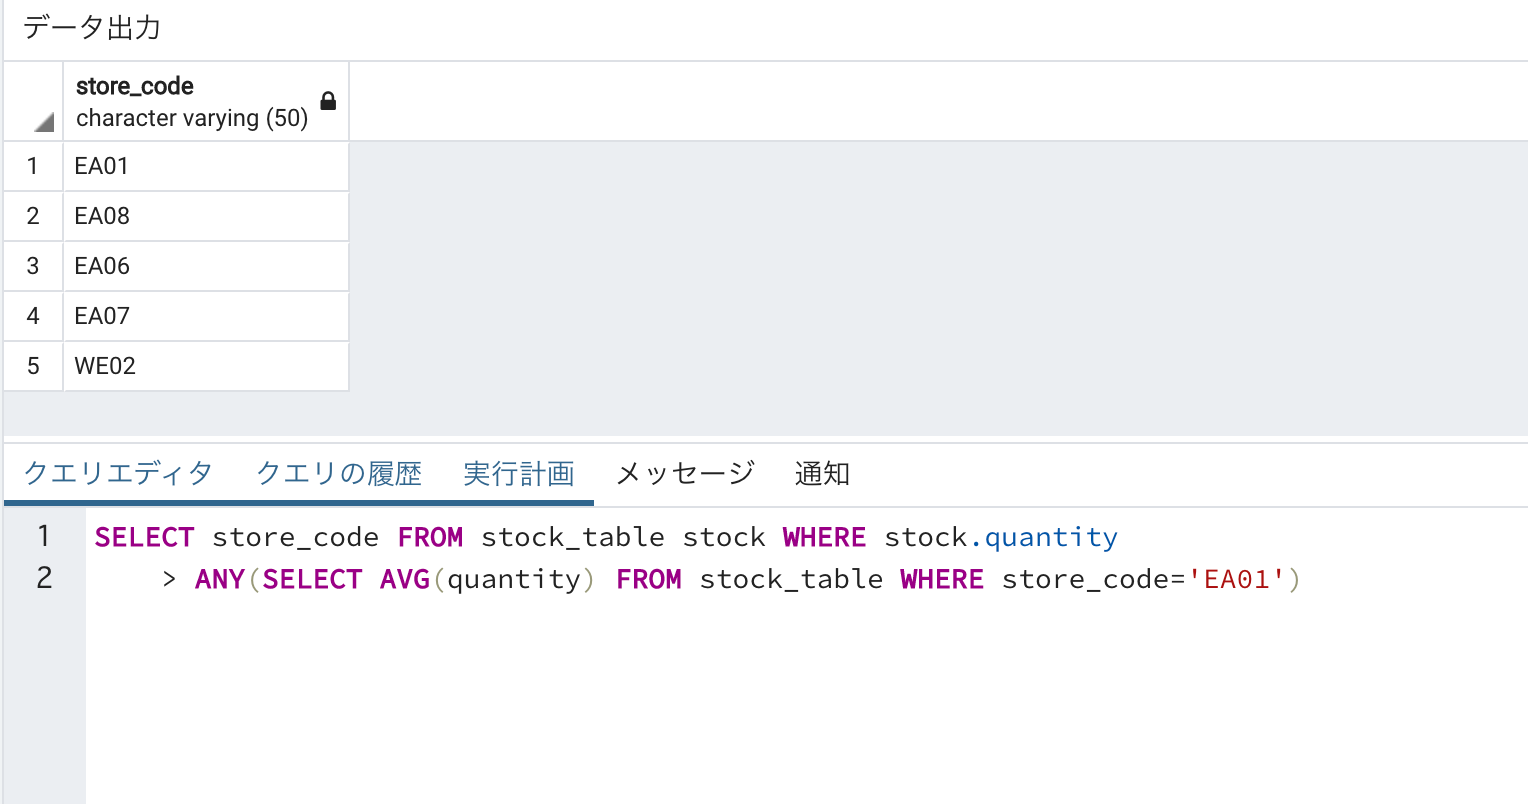 データ出力
store_code
character varying (50)
1 EA01
2 EA08
3 EA06
4 EA07
5 WE02
クエリエディタ クエリの履歴 実行計画 メッセージ 通知
1 SELECT store_code FROM stock_table stock WHERE stock.quantity
2 > ANY(SELECT AVG(quantity) FROM stock_table WHERE store_code='EA01')